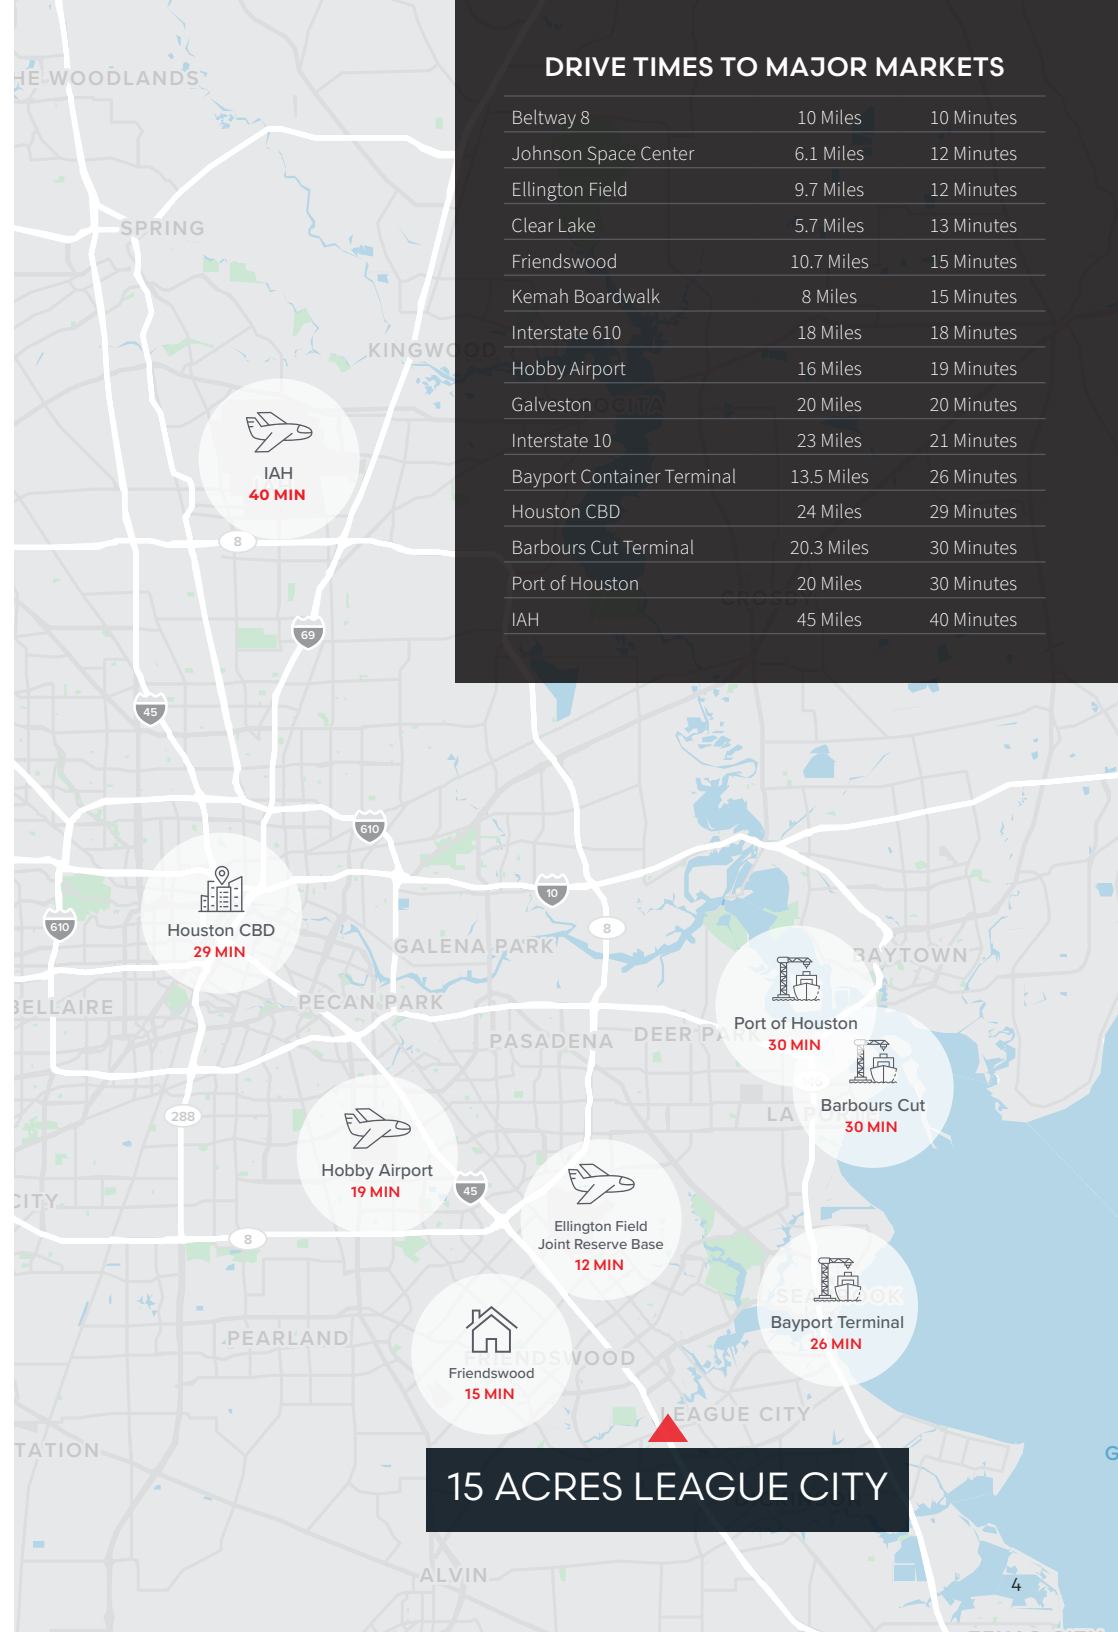 DRIVE TIMES TO MAJOR MARKETS
Beltway 8 10 Miles 10 Minutes
Johnson Space Center 6.1 Miles 12 Minutes
Ellington Field 9.7 Miles 12 Minutes
Clear Lake 5.7 Miles 13 Minutes
Friendswood 10.7 Miles 15 Minutes
Kemah Boardwalk 8 Miles 15 Minutes
Interstate 610 18 Miles 18 Minutes
Hobby Airport 16 Miles 19 Minutes
Galveston 20 Miles 20 Minutes
Interstate 10 23 Miles 21 Minutes
Bayport Container Terminal 13.5 Miles 26 Minutes
Houston CBD 24 Miles 29 Minutes
Barbours Cut Terminal 20.3 Miles 30 Minutes
Port of Houston 20 Miles 30 Minutes
IAH 45 Miles 40 Minutes
HE WOODLANDS
SPRING
KINGWOOD
CROSBY
IAH
40 MIN
8
69
45
610
10
610
8
Houston CBD
29 MIN
GALENA PARK
BAYTOWN
BELLAIRE
PECAN PARK
PASADENA
DEER PARK
Port of Houston
30 MIN
Barbours Cut
30 MIN
LA PORTE
288
Hobby Airport
19 MIN
45
CITY
8
Ellington Field
Joint Reserve Base
12 MIN
SEABROOK
Bayport Terminal
26 MIN
PEARLAND
FRIENDSWOOD
Friendswood
15 MIN
LEAGUE CITY
TATION
G
15 ACRES LEAGUE CITY
ALVIN
4